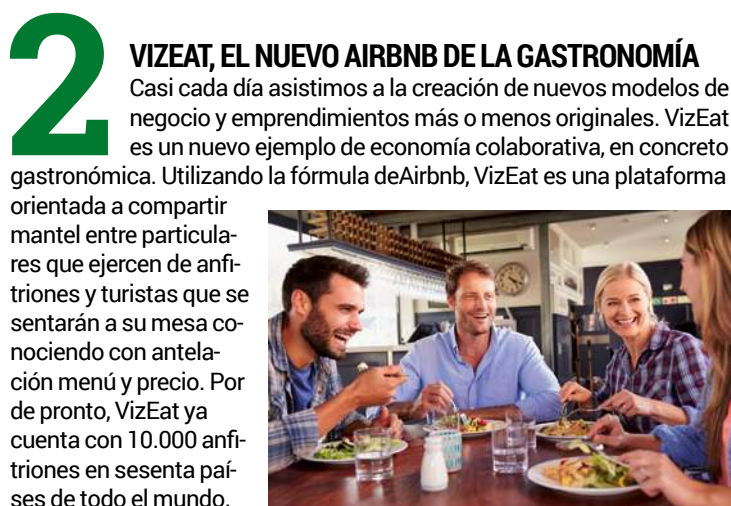 2
VIZEAT, EL NUEVO AIRBNB DE LA GASTRONOMÍA
Casi cada día asistimos a la creación de nuevos modelos de
negocio y emprendimientos más o menos originales. VizEat
es un nuevo ejemplo de economía colaborativa, en concreto
gastronómica. Utilizando la fórmula deAirbnb, VizEat es una plataforma
orientada a compartir
mantel entre particula-
res que ejercen de anfi-
triones y turistas que se
sentarán a su mesa co-
nociendo con antela-
ción menú y precio. Por
de pronto, VizEat ya
cuenta con 10.000 anfi-
triones en sesenta paí-
ses de todo el mundo.